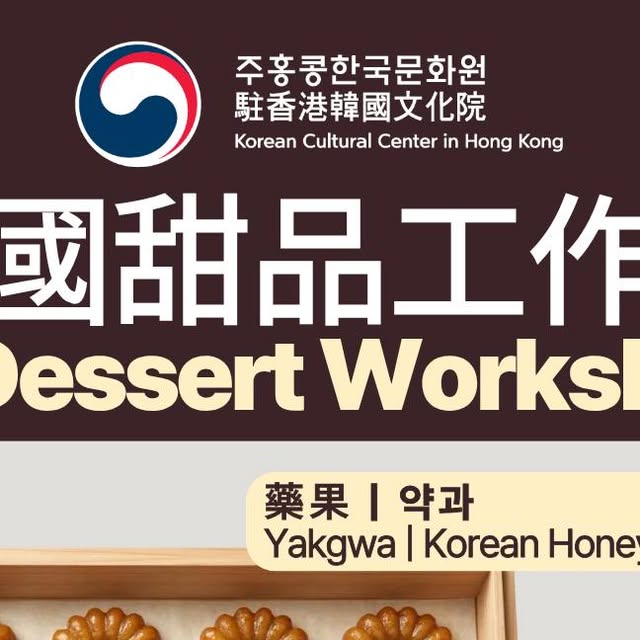 주홍콩한국문화원
駐香港韓國文化院
Korean Cultural Center in Hong Kong
國甜品工作
Dessert Worksh
藥果 | 약과
Yakgwa | Korean Honey